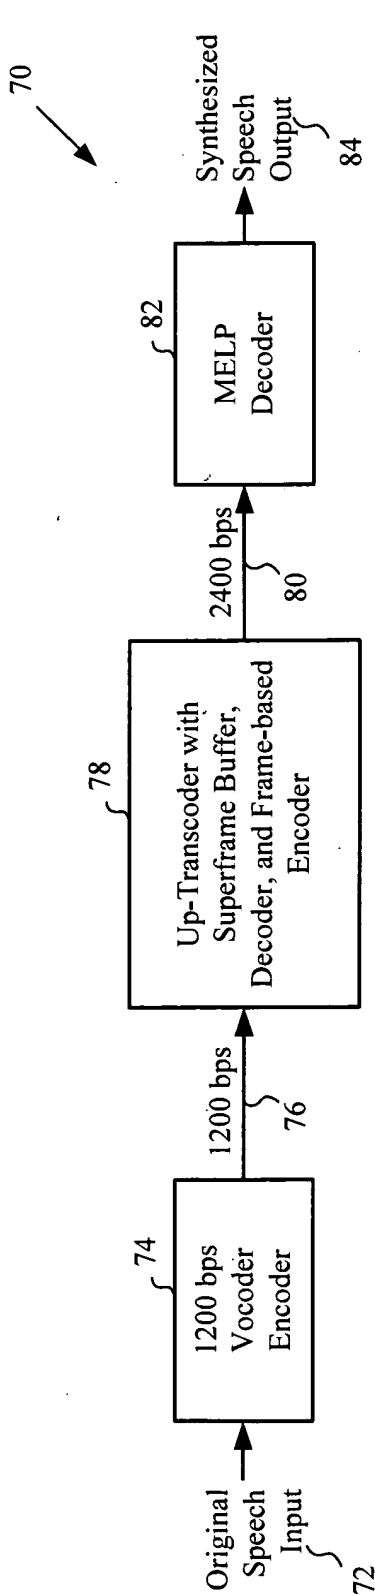 70
Original
Speech
Input
72
74
1200 bps
Vocoder
Encoder
1200 bps
76
78
Up-Transcoder with
Superframe Buffer,
Decoder, and Frame-based
Encoder
2400 bps
80
82
MELP
Decoder
Synthesized
Speech
Output
84